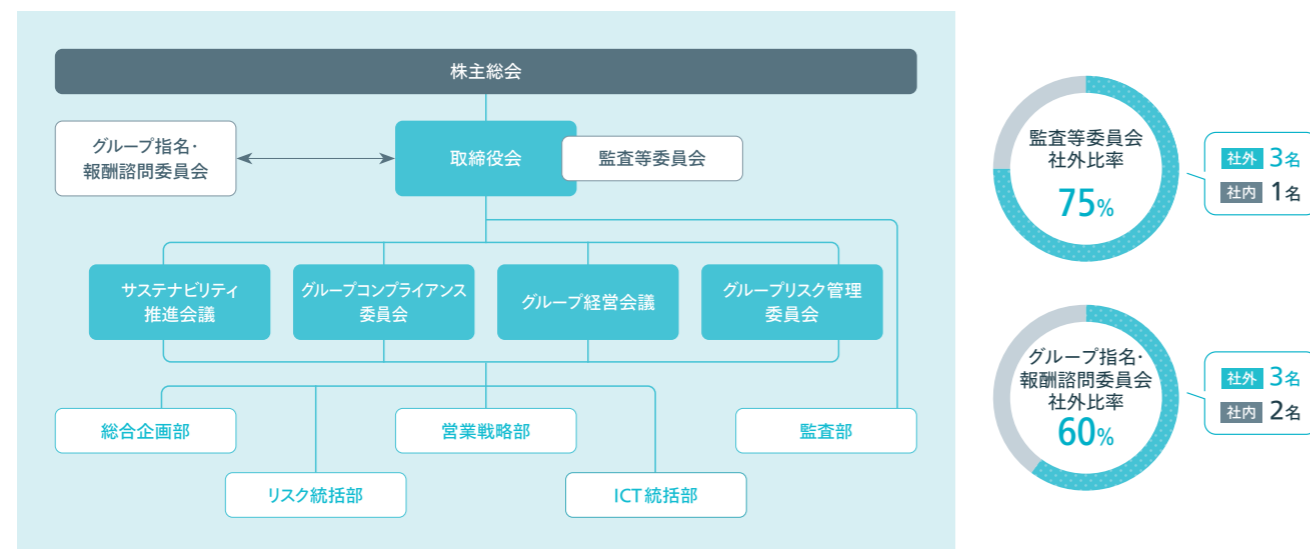 株主総会
グループ指名・
報酬諮問委員会
取締役会
監査等委員会
サステナビリティ
推進会議
グループコンプライアンス
委員会
グループ経営会議
グループリスク管理
委員会
総合企画部
営業戦略部
監査部
リスク統括部
ICT統括部
監査等委員会
社外比率
75%
社外 3名
社内 1名
グループ指名・
報酬諮問委員会
社外比率
60%
社外 3名
社内 2名